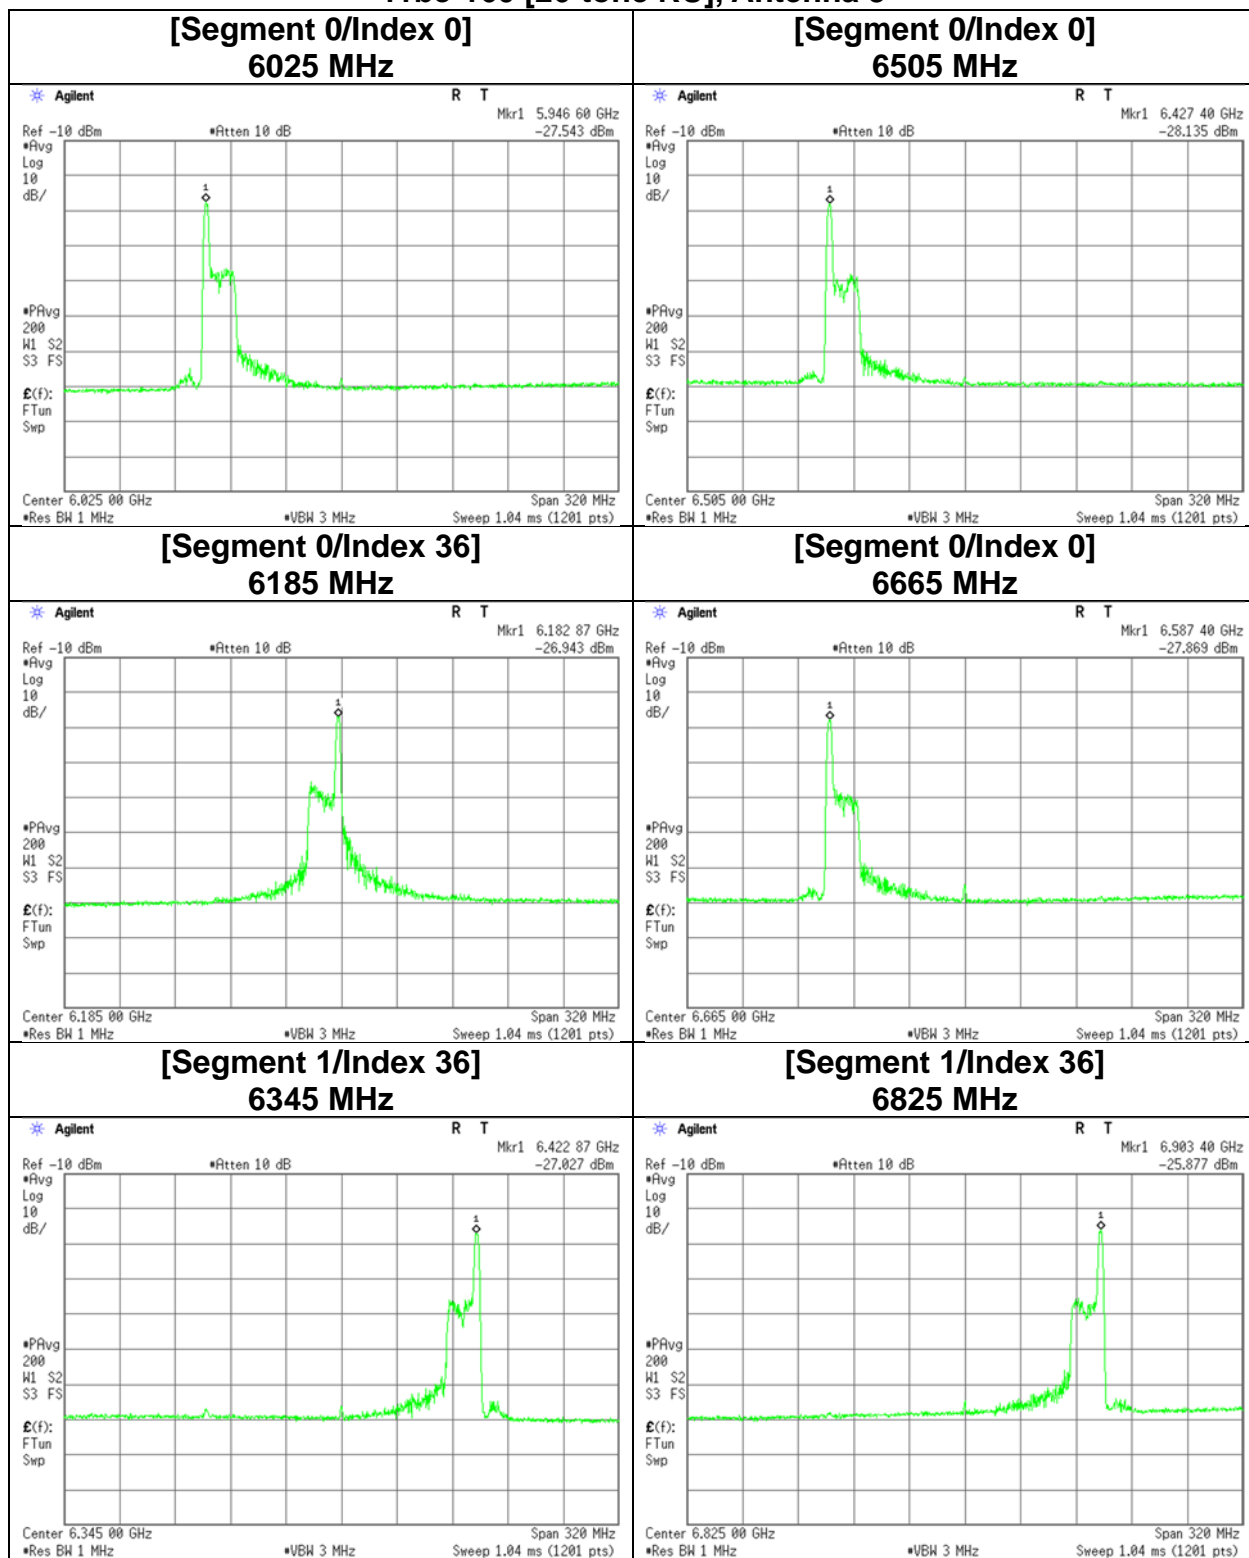 [Segment 0/Index 0]
6025 MHz
Agilent
R T
Mkr1 5.946 60 GHz
Ref -10 dBm
#Atten 10 dB
-27.543 dBm
#Avg
Log
10
dB/
1
#PAvg
200
W1 S2
S3 FS
£(f):
FTun
Swp
Center 6.025 00 GHz
Span 320 MHz
#Res BW 1 MHz
#VBW 3 MHz
Sweep 1.04 ms (1201 pts)
[Segment 0/Index 0]
6505 MHz
Agilent
R T
Mkr1 6.427 40 GHz
Ref -10 dBm
#Atten 10 dB
-28.135 dBm
#Avg
Log
10
dB/
1
#PAvg
200
W1 S2
S3 FS
£(f):
FTun
Swp
Center 6.505 00 GHz
Span 320 MHz
#Res BW 1 MHz
#VBW 3 MHz
Sweep 1.04 ms (1201 pts)
[Segment 0/Index 36]
6185 MHz
Agilent
R T
Mkr1 6.182 87 GHz
Ref -10 dBm
#Atten 10 dB
-26.943 dBm
#Avg
Log
10
dB/
1
#PAvg
200
W1 S2
S3 FS
£(f):
FTun
Swp
Center 6.185 00 GHz
Span 320 MHz
#Res BW 1 MHz
#VBW 3 MHz
Sweep 1.04 ms (1201 pts)
[Segment 0/Index 0]
6665 MHz
Agilent
R T
Mkr1 6.587 40 GHz
Ref -10 dBm
#Atten 10 dB
-27.869 dBm
#Avg
Log
10
dB/
1
#PAvg
200
W1 S2
S3 FS
£(f):
FTun
Swp
Center 6.665 00 GHz
Span 320 MHz
#Res BW 1 MHz
#VBW 3 MHz
Sweep 1.04 ms (1201 pts)
[Segment 1/Index 36]
6345 MHz
Agilent
R T
Mkr1 6.422 87 GHz
Ref -10 dBm
#Atten 10 dB
-27.027 dBm
#Avg
Log
10
dB/
1
#PAvg
200
W1 S2
S3 FS
£(f):
FTun
Swp
Center 6.345 00 GHz
Span 320 MHz
#Res BW 1 MHz
#VBW 3 MHz
Sweep 1.04 ms (1201 pts)
[Segment 1/Index 36]
6825 MHz
Agilent
R T
Mkr1 6.903 40 GHz
Ref -10 dBm
#Atten 10 dB
-25.877 dBm
#Avg
Log
10
dB/
1
#PAvg
200
W1 S2
S3 FS
£(f):
FTun
Swp
Center 6.825 00 GHz
Span 320 MHz
#Res BW 1 MHz
#VBW 3 MHz
Sweep 1.04 ms (1201 pts)